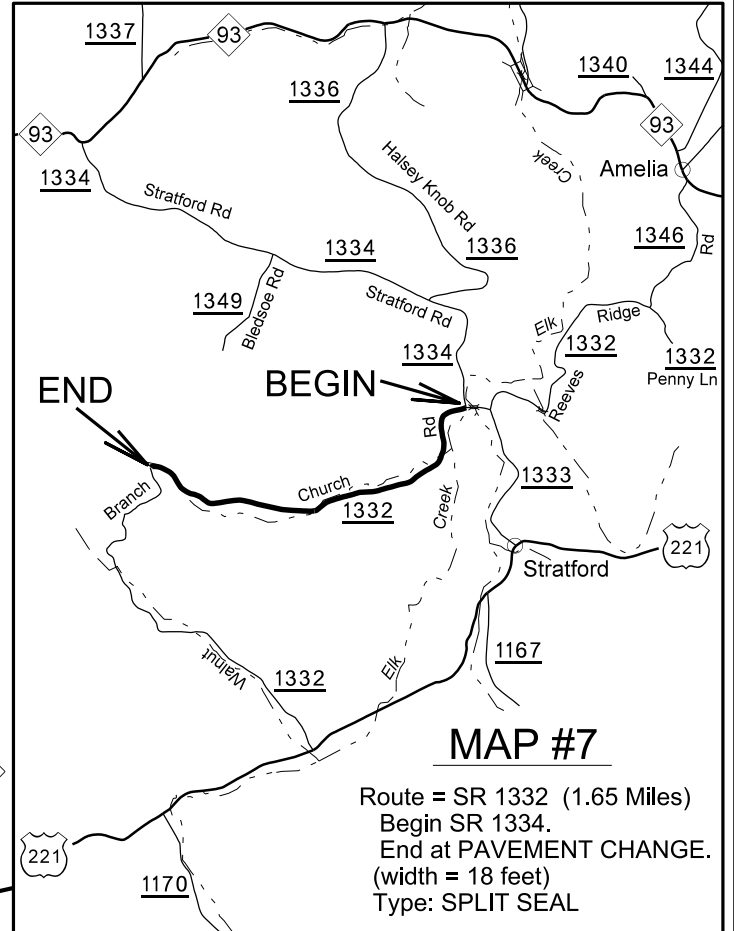 1337
93
1340
1344
1336
93
93
Creek
Amelia
1334
Halsey Knob Rd
Stratford Rd
1346
Rd
1334
1336
1349
Bledsoe Rd
Stratford Rd
Elk
Ridge
1334
1332
1332
Penny Ln
END
BEGIN
Reeves
Rd
Branch
Church
1332
Creek
1333
221
Stratford
Walnut
1332
Elk
1167
MAP #7
Route = SR 1332 (1.65 Miles)
Begin SR 1334.
End at PAVEMENT CHANGE.
(width = 18 feet)
Type: SPLIT SEAL
221
1170